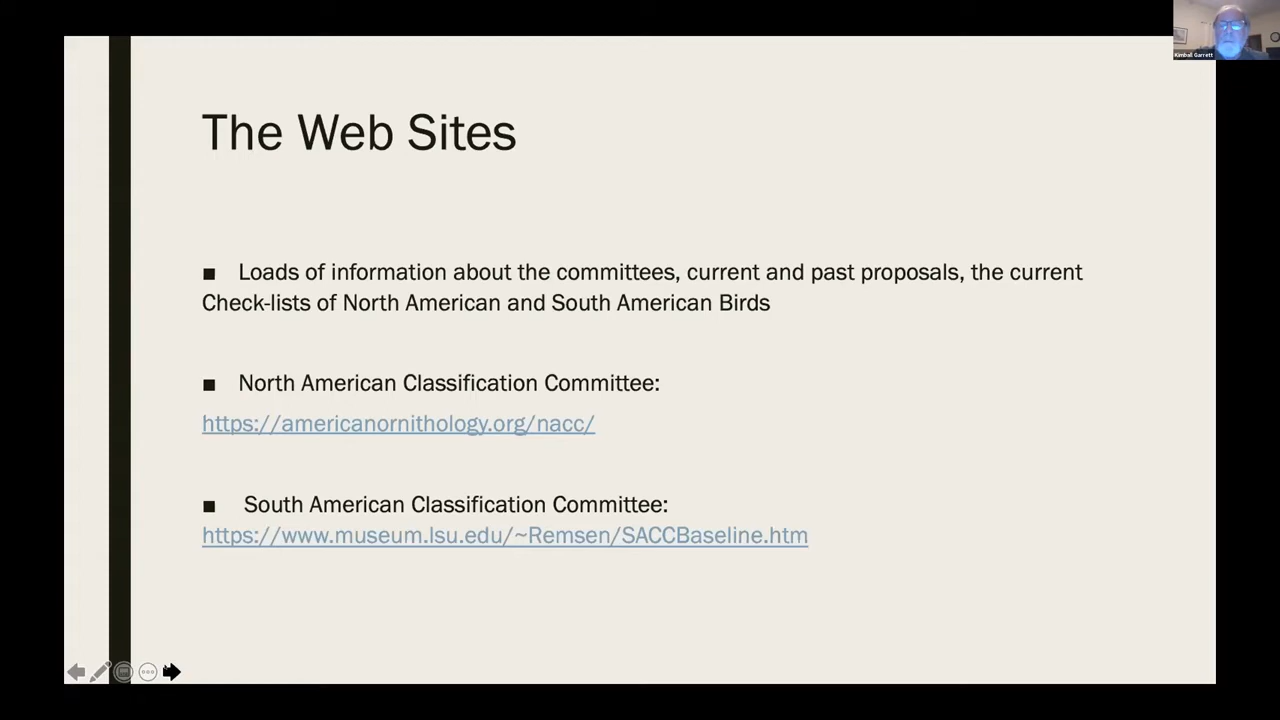 Kimball Garrett
The Web Sites
■ Loads of information about the committees, current and past proposals, the current
Check-lists of North American and South American Birds
■ North American Classification Committee:
https://americanornithology.org/nacc/
■ South American Classification Committee:
https://www.museum.lsu.edu/~Remsen/SACCBaseline.htm